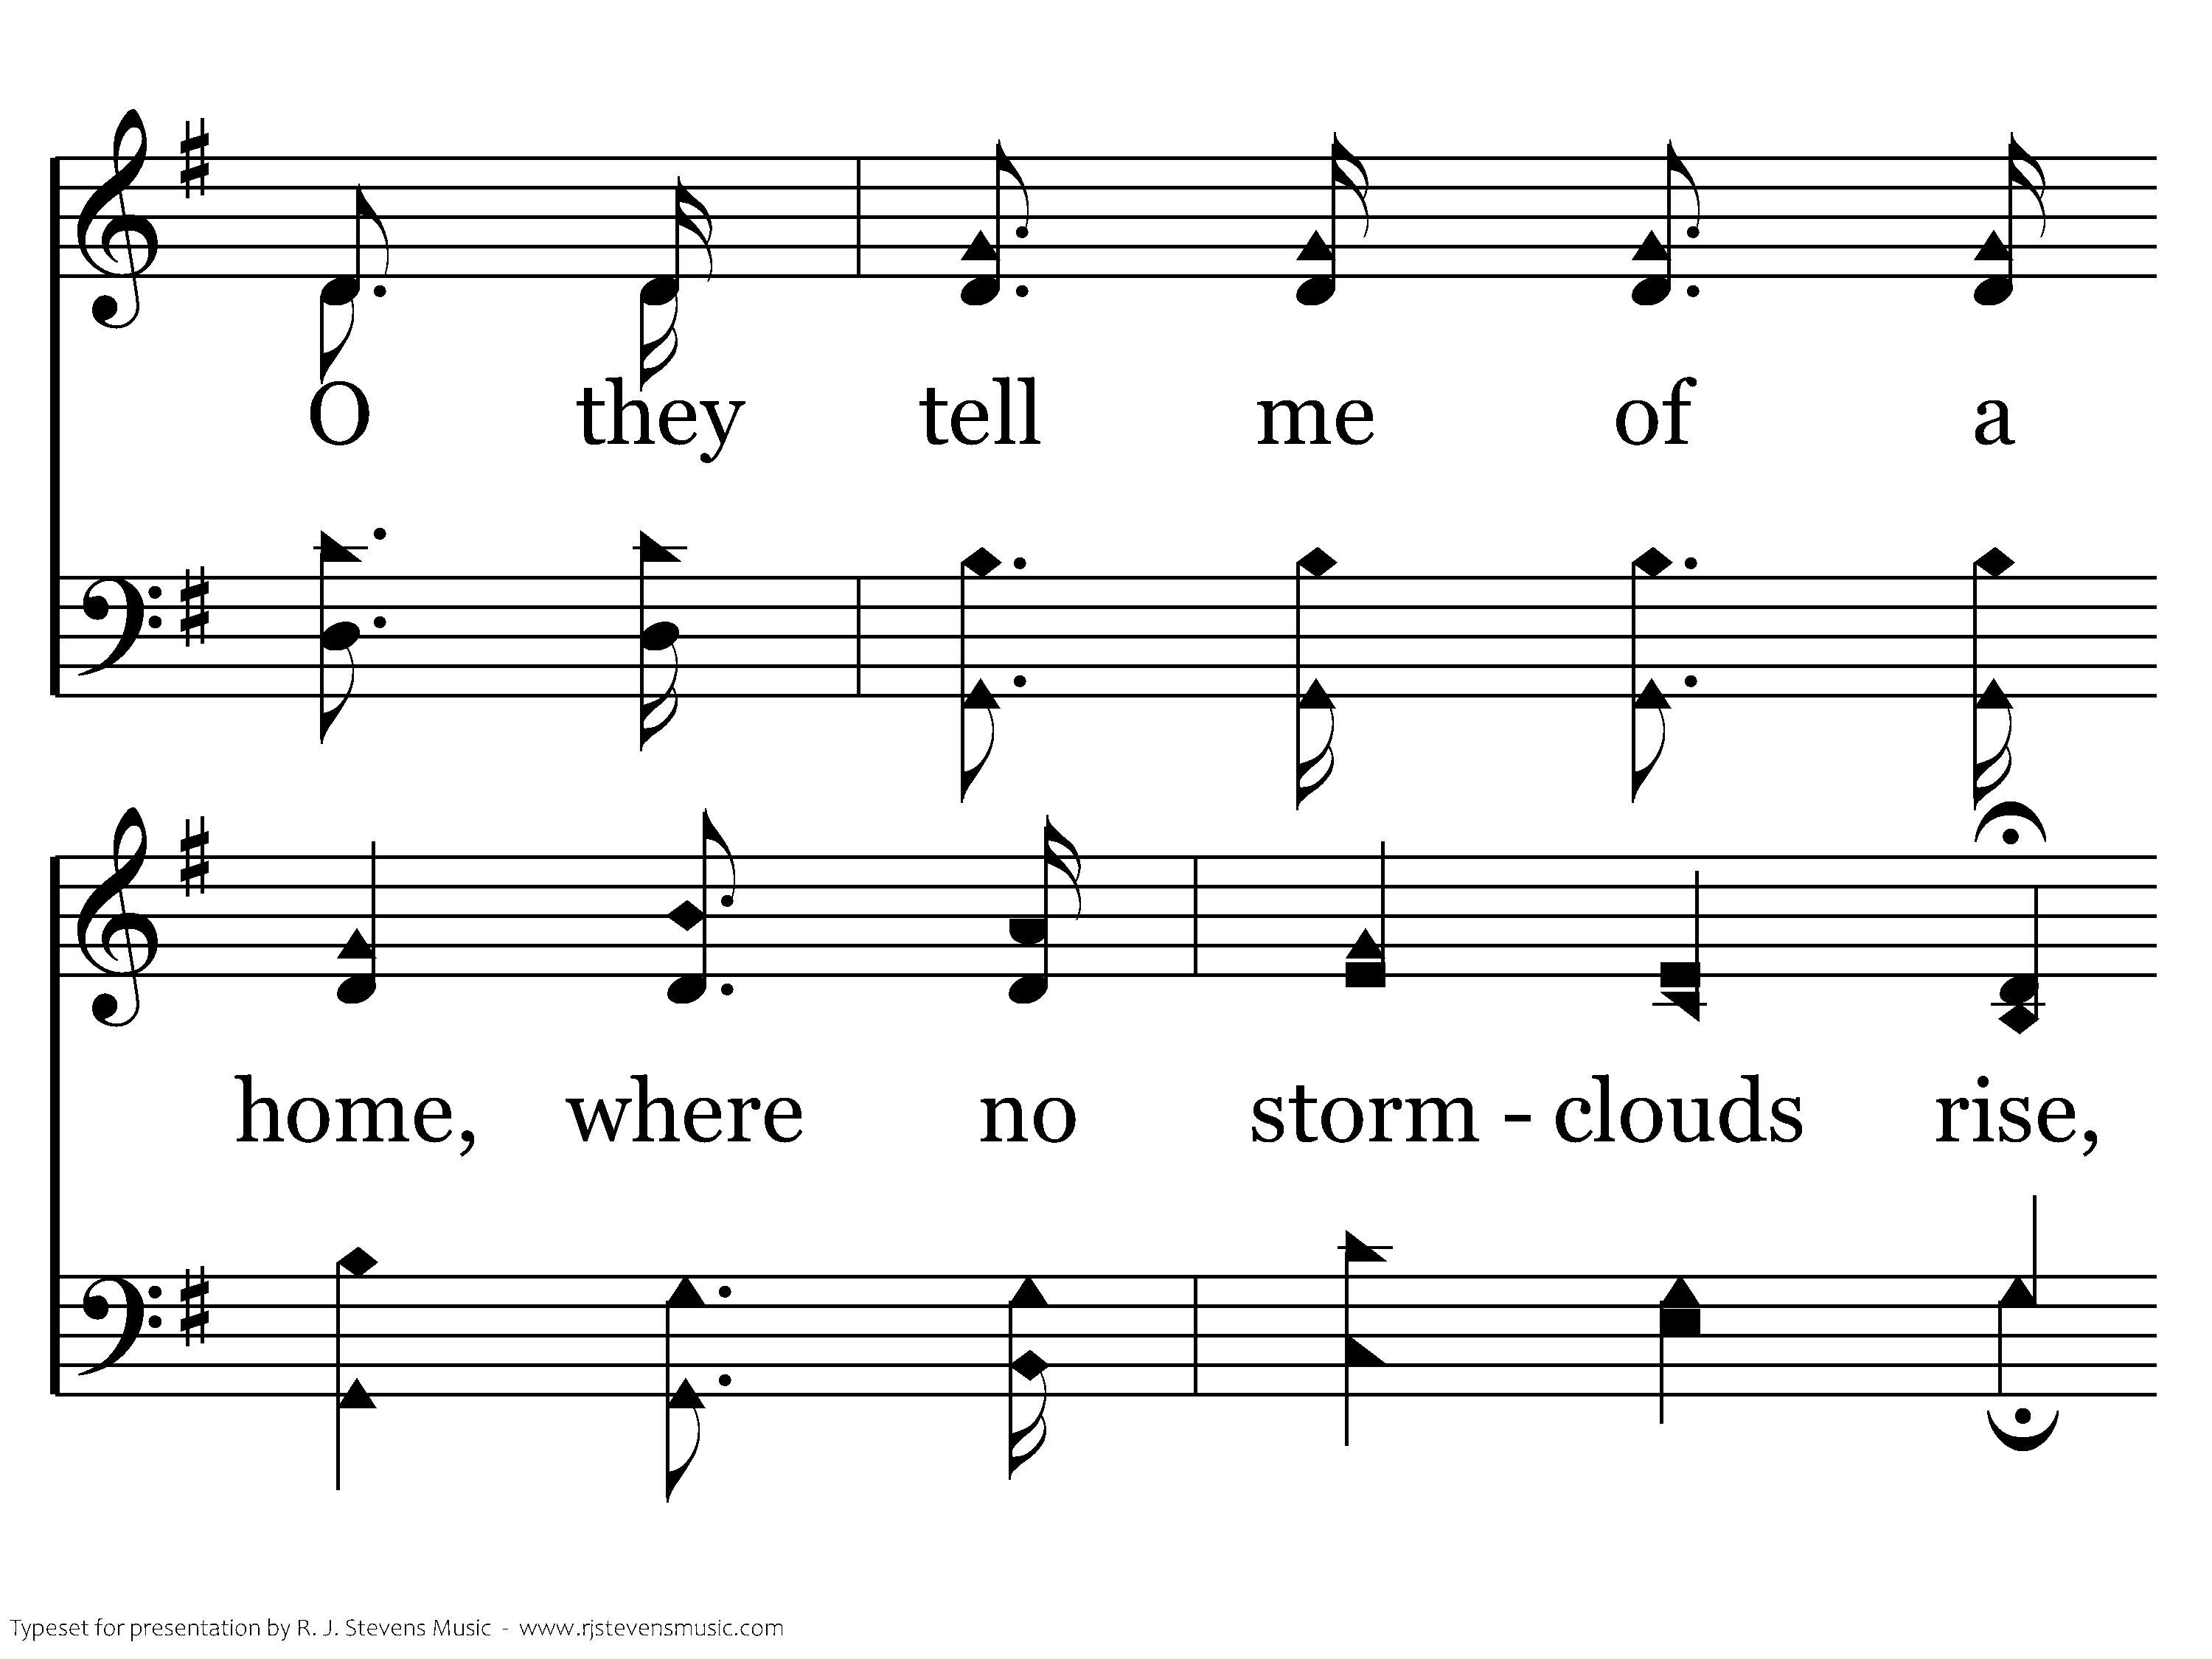 O they tell me of a
home, where no storm - clouds rise,
Typeset for presentation by R. J. Stevens Music - www.rjstevensmusic.com